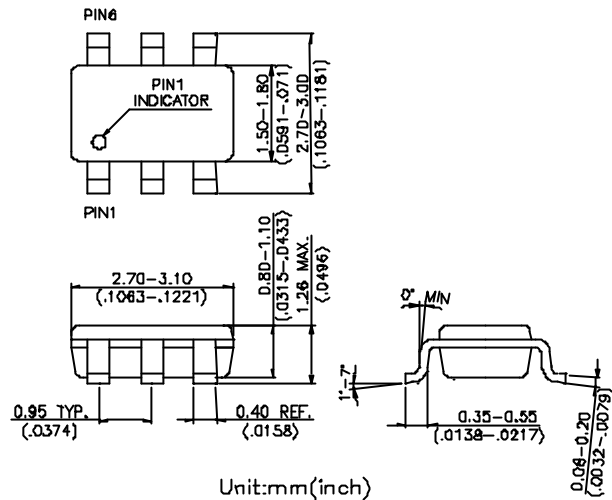 PIN6
PIN1
INDICATOR
1.50-1.80
(.0591-.071)
2.70-3.00
(.1063-.1181)
PIN1
2.70-3.10
(.1063-.1221)
0.80-1.10
(.0315-.0433)
1.26 MAX.
(.0496)
0° MIN
1°-7°
0.95 TYP.
(.0374)
0.40 REF.
(.0158)
0.35-0.55
(.0138-.0217)
0.08-0.20
(.0032-.0079)
Unit:mm(inch)